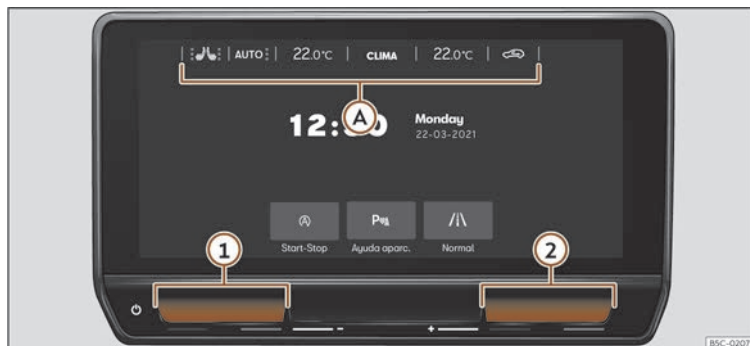 AUTO 22.0°C CLIMA 22.0°C
A
Monday
22-03-2021
P
Start-Stop Ayuda aparc. Normal
1 2
- +
B5C-0207